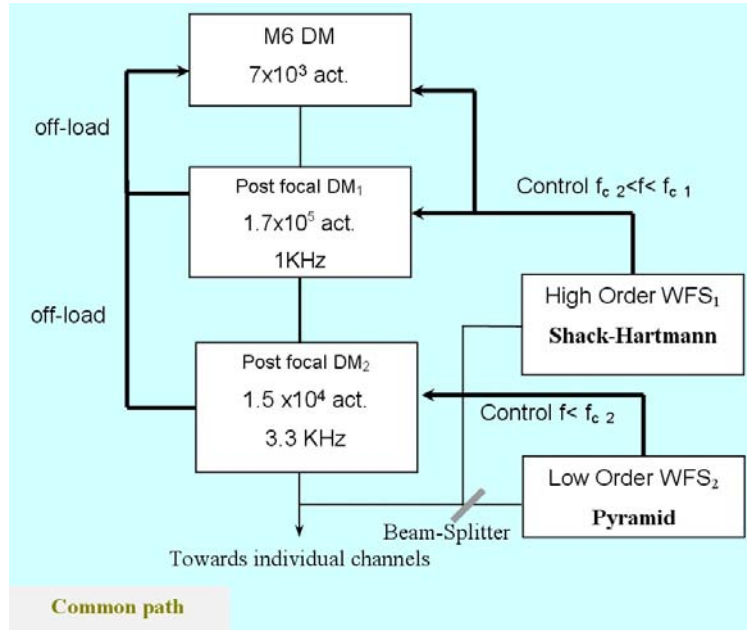 M6 DM
7x10³ act.
off-load
Post focal DM₁
1.7x10⁵ act.
1KHz
Control f꜀ ₂<f< f꜀ ₁
High Order WFS₁
Shack-Hartmann
off-load
Post focal DM₂
1.5 x10⁴ act.
3.3 KHz
Control f< f꜀ ₂
Low Order WFS₂
Pyramid
Beam-Splitter
Towards individual channels
Common path